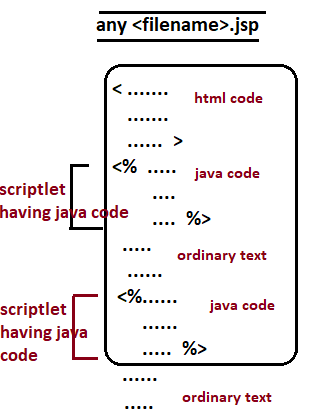 any <filename>.jsp
< ....... html code
.......
...... >
<% ..... java code
scriptlet
having java code
....
.... %>
.....
ordinary text
......
<%...... java code
scriptlet
having java
code
......
..... %>
......
ordinary text
.....